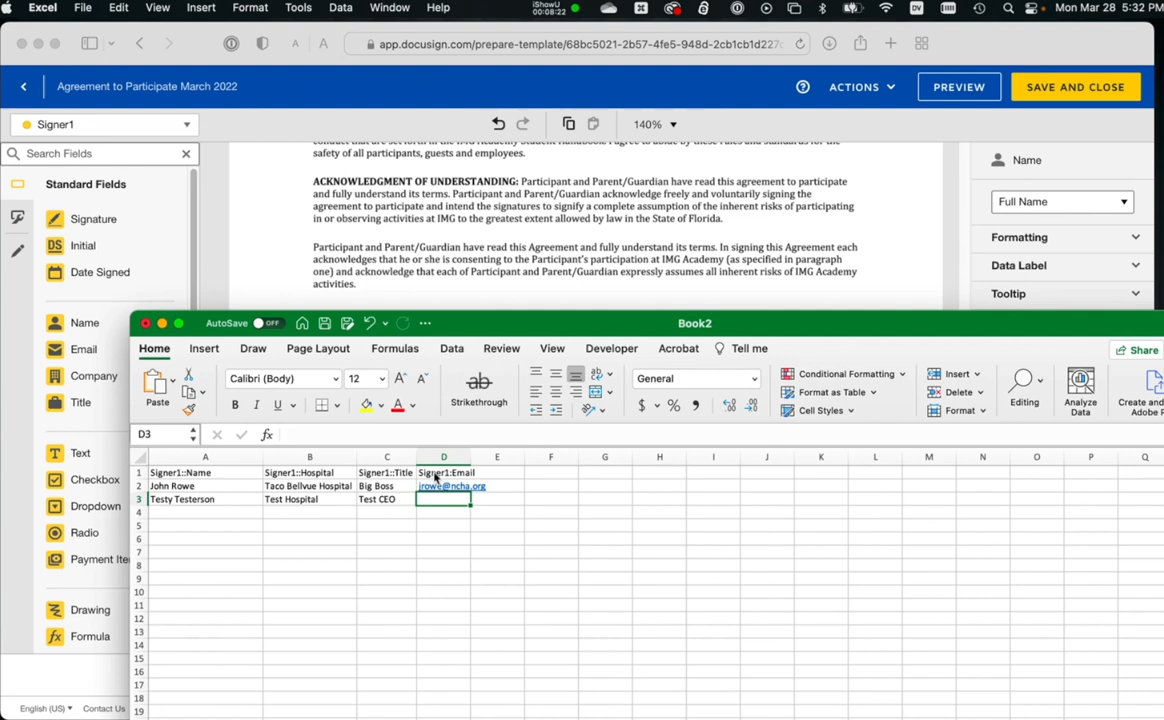 Excel File Edit View Insert Format Tools Data Window Help iShowU 00:08:22 DV Mon Mar 28 5:32 PM
app.docusign.com/prepare-template/68bc5021-2b57-4fe5-948d-2cb1cb1d227
Agreement to Participate March 2022 ACTIONS PREVIEW SAVE AND CLOSE
Signer1 140%
Search Fields
Standard Fields
Signature
DS Initial
Date Signed
Name
Email
Company
Title
Text
Checkbox
Dropdown
Radio
Payment Ite
Drawing
fx Formula
English (US) Contact Us
safety of all participants, guests and employees.
ACKNOWLEDGMENT OF UNDERSTANDING: Participant and Parent/Guardian have read this agreement to participate
and fully understand its terms. Participant and Parent/Guardian acknowledge freely and voluntarily signing the
agreement to participate and intend the signatures to signify a complete assumption of the inherent risks of participating
in or observing activities at IMG to the greatest extent allowed by law in the State of Florida.
Participant and Parent/Guardian have read this Agreement and fully understand its terms. In signing this Agreement each
acknowledges that he or she is consenting to the Participant's participation at IMG Academy (as specified in paragraph
one) and acknowledge that each of Participant and Parent/Guardian expressly assumes all inherent risks of IMG Academy
activities.
Name
Full Name
Formatting
Data Label
Tooltip
AutoSave OFF Book2
Home Insert Draw Page Layout Formulas Data Review View Developer Acrobat Tell me Share
Paste Calibri (Body) 12 A A B I U A ab Strikethrough General $ % Conditional Formatting Format as Table Cell Styles Insert Delete Format Editing Analyze Data Create and Adobe P
D3 fx
A B C D E F G H I J K L M N O P Q
1 Signer1::Name Signer1::Hospital Signer1::Title Signer1:Email
2 John Rowe Taco Bellvue Hospital Big Boss jrowe@ncha.org
3 Testy Testerson Test Hospital Test CEO
4
5
6
7
8
9
10
11
12
13
14
15
16
17
18
19